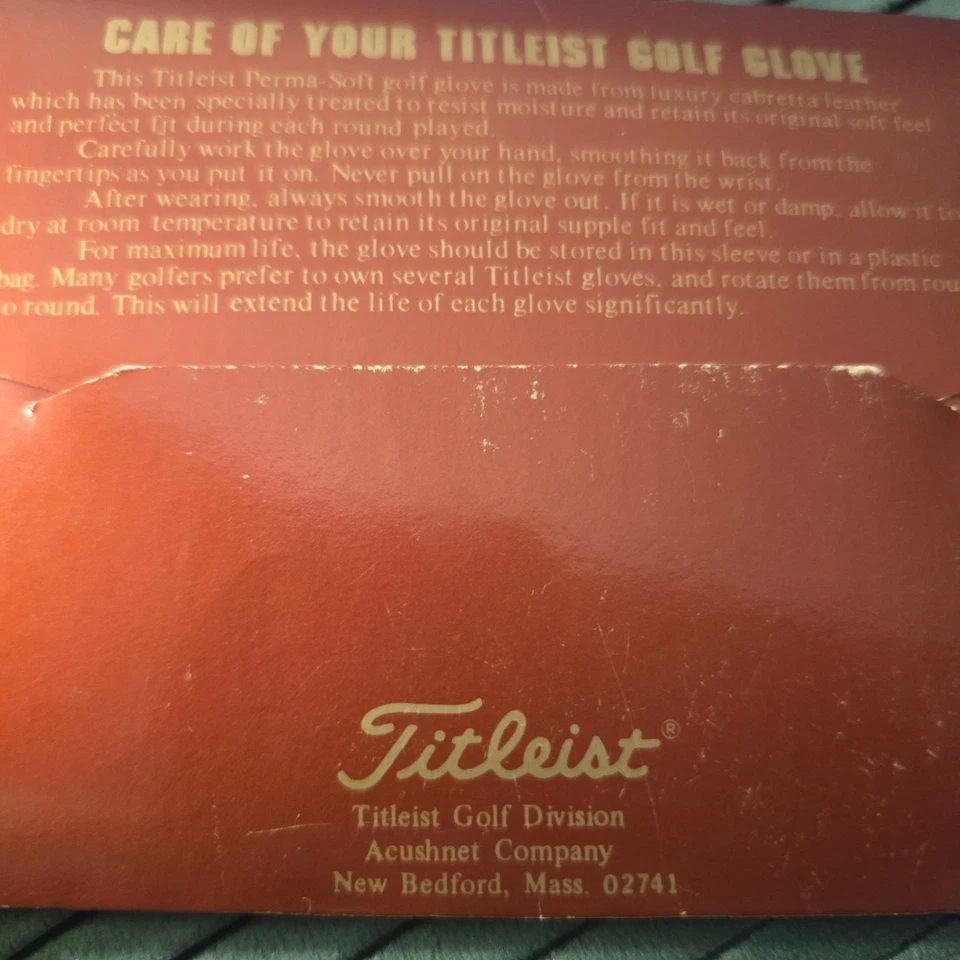 CARE OF YOUR TITLEIST GOLF GLOVE
This Titleist Perma-Soft golf glove is made from luxury cabretta leather
which has been specially treated to resist moisture and retain its original soft feel
and perfect fit during each round played.
Carefully work the glove over your hand, smoothing it back from the
fingertips as you put it on. Never pull on the glove from the wrist.
After wearing, always smooth the glove out. If it is wet or damp, allow it to
dry at room temperature to retain its original supple fit and feel.
For maximum life, the glove should be stored in this sleeve or in a plastic
bag. Many golfers prefer to own several Titleist gloves, and rotate them from rou
o round. This will extend the life of each glove significantly.
Titleist®
Titleist Golf Division
Acushnet Company
New Bedford, Mass. 02741